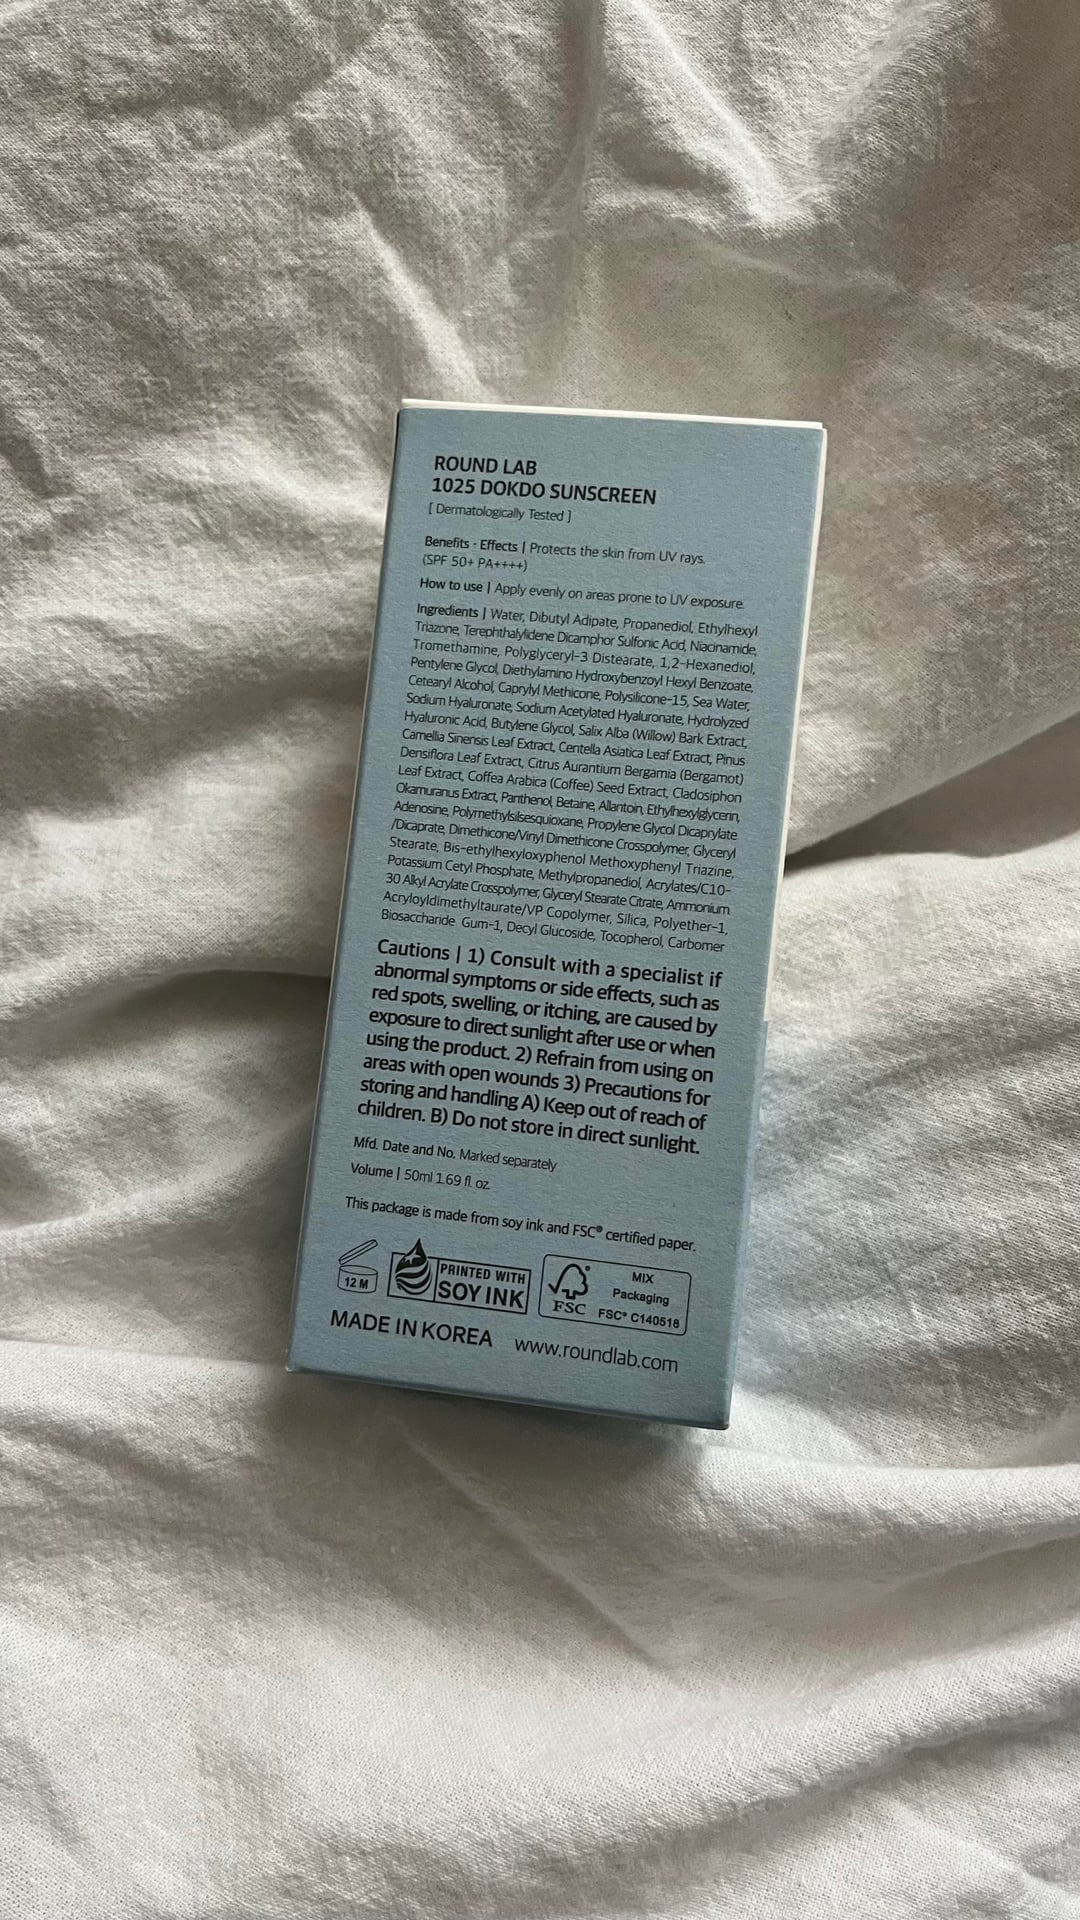 ROUND LAB
1025 DOKDO SUNSCREEN
[ Dermatologically Tested ]
Benefits - Effects | Protects the skin from UV rays.
(SPF 50+ PA++++)
How to use | Apply evenly on areas prone to UV exposure.
Ingredients | Water, Dibutyl Adipate, Propanediol, Ethylhexyl
Triazone, Terephthalylidene Dicamphor Sulfonic Acid, Niacinamide,
Tromethamine, Polyglyceryl-3 Distearate, 1,2-Hexanediol,
Pentylene Glycol, Diethylamino Hydroxybenzoyl Hexyl Benzoate,
Cetearyl Alcohol, Caprylyl Methicone, Polysilicone-15, Sea Water,
Sodium Hyaluronate, Sodium Acetylated Hyaluronate, Hydrolyzed
Hyaluronic Acid, Butylene Glycol, Salix Alba (Willow) Bark Extract,
Camellia Sinensis Leaf Extract, Centella Asiatica Leaf Extract, Pinus
Densiflora Leaf Extract, Citrus Aurantium Bergamia (Bergamot)
Leaf Extract, Coffea Arabica (Coffee) Seed Extract, Cladosiphon
Okamuranus Extract, Panthenol, Betaine, Allantoin, Ethylhexylglycerin,
Adenosine, Polymethylsilsesquioxane, Propylene Glycol Dicaprylate
/Dicaprate, Dimethicone/Vinyl Dimethicone Crosspolymer, Glyceryl
Stearate, Bis-ethylhexyloxyphenol Methoxyphenyl Triazine,
Potassium Cetyl Phosphate, Methylpropanediol, Acrylates/C10-
30 Alkyl Acrylate Crosspolymer, Glyceryl Stearate Citrate, Ammonium
Acryloyldimethyltaurate/VP Copolymer, Silica, Polyether-1,
Biosaccharide Gum-1, Decyl Glucoside, Tocopherol, Carbomer
Cautions | 1) Consult with a specialist if
abnormal symptoms or side effects, such as
red spots, swelling, or itching, are caused by
exposure to direct sunlight after use or when
using the product. 2) Refrain from using on
areas with open wounds 3) Precautions for
storing and handling A) Keep out of reach of
children. B) Do not store in direct sunlight.
Mfd. Date and No. Marked separately
Volume | 50ml 1.69 fl. oz.
This package is made from soy ink and FSC® certified paper.
12 M
PRINTED WITH
SOY INK
FSC
MIX
Packaging
FSC® C140518
MADE IN KOREA www.roundlab.com